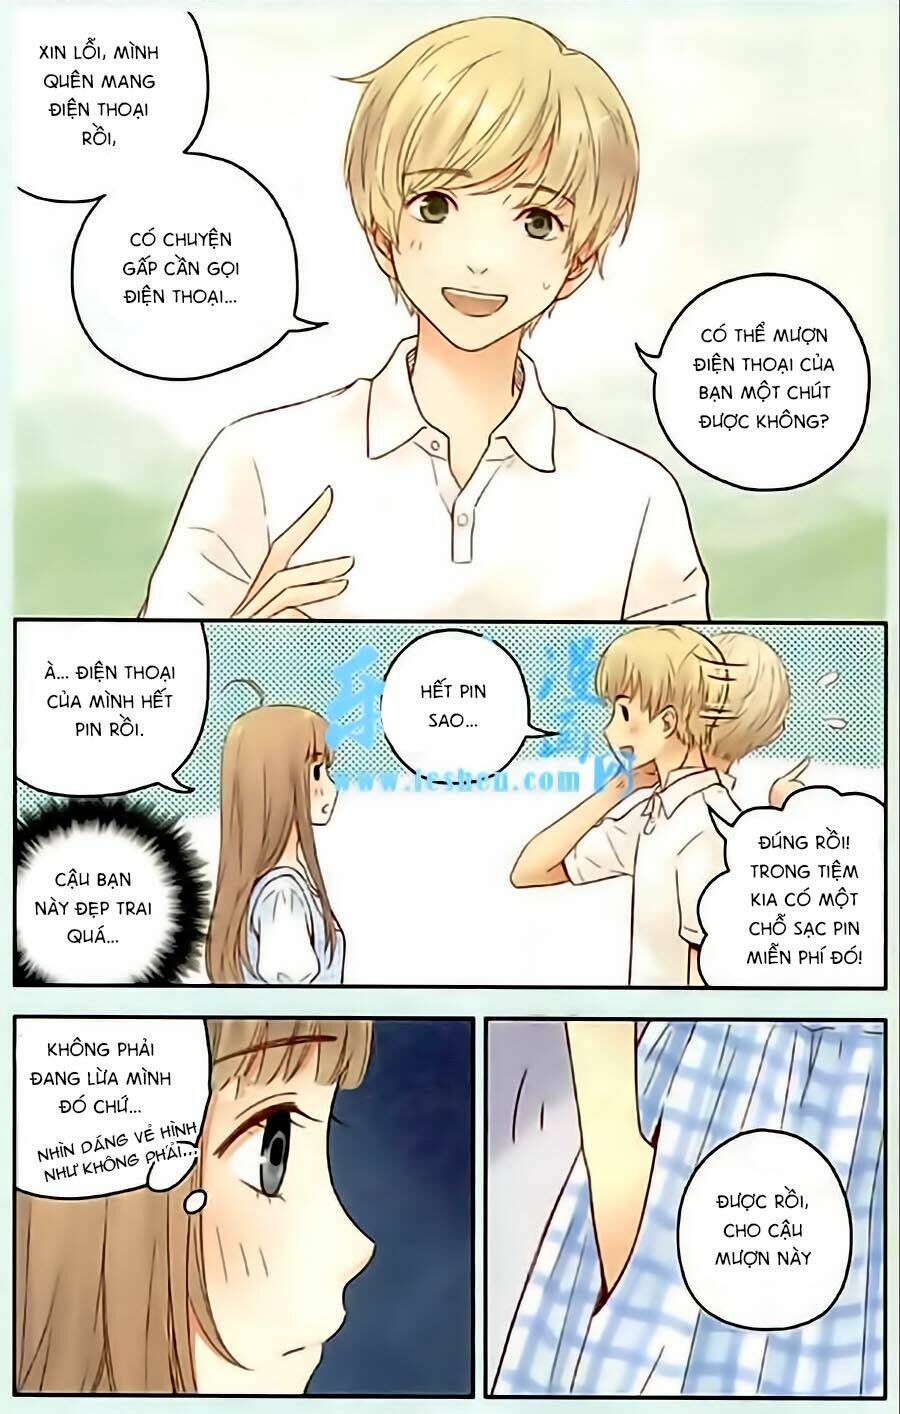 XIN LỖI, MÌNH
QUÊN MANG
ĐIỆN THOẠI
RỒI,
CÓ CHUYỆN
GẤP CẦN GỌI
ĐIỆN THOẠI...
CÓ THỂ MƯỢN
ĐIỆN THOẠI CỦA
BẠN MỘT CHÚT
ĐƯỢC KHÔNG?
À... ĐIỆN THOẠI
CỦA MÌNH HẾT
PIN RỒI.
HẾT PIN
SAO...
CẬU BẠN
NÀY ĐẸP TRAI
QUÁ...
ĐÚNG RỒI!
TRONG TIỆM
KIA CÓ MỘT
CHỖ SẠC PIN
MIỄN PHÍ ĐÓ!
KHÔNG PHẢI
ĐANG LỪA MÌNH
ĐÓ CHỨ...
NHÌN DÁNG VẺ HÌNH
NHƯ KHÔNG PHẢI...
ĐƯỢC RỒI,
CHO CẬU
MƯỢN NÀY